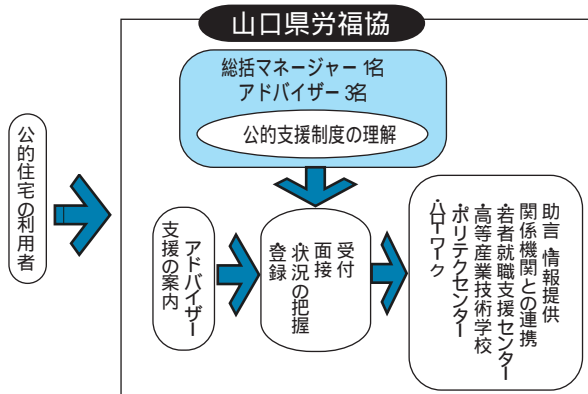 山口県労福協
総括マネージャー 1名
アドバイザー 3名
公的支援制度の理解
公的住宅の利用者
アドバイザー
支援の案内
受付
面接
・状況の把握
登録
助言・情報提供
関係機関との連携
・若者就職支援センター
・高等産業技術学校
・ポリテクセンター
・ハローワーク